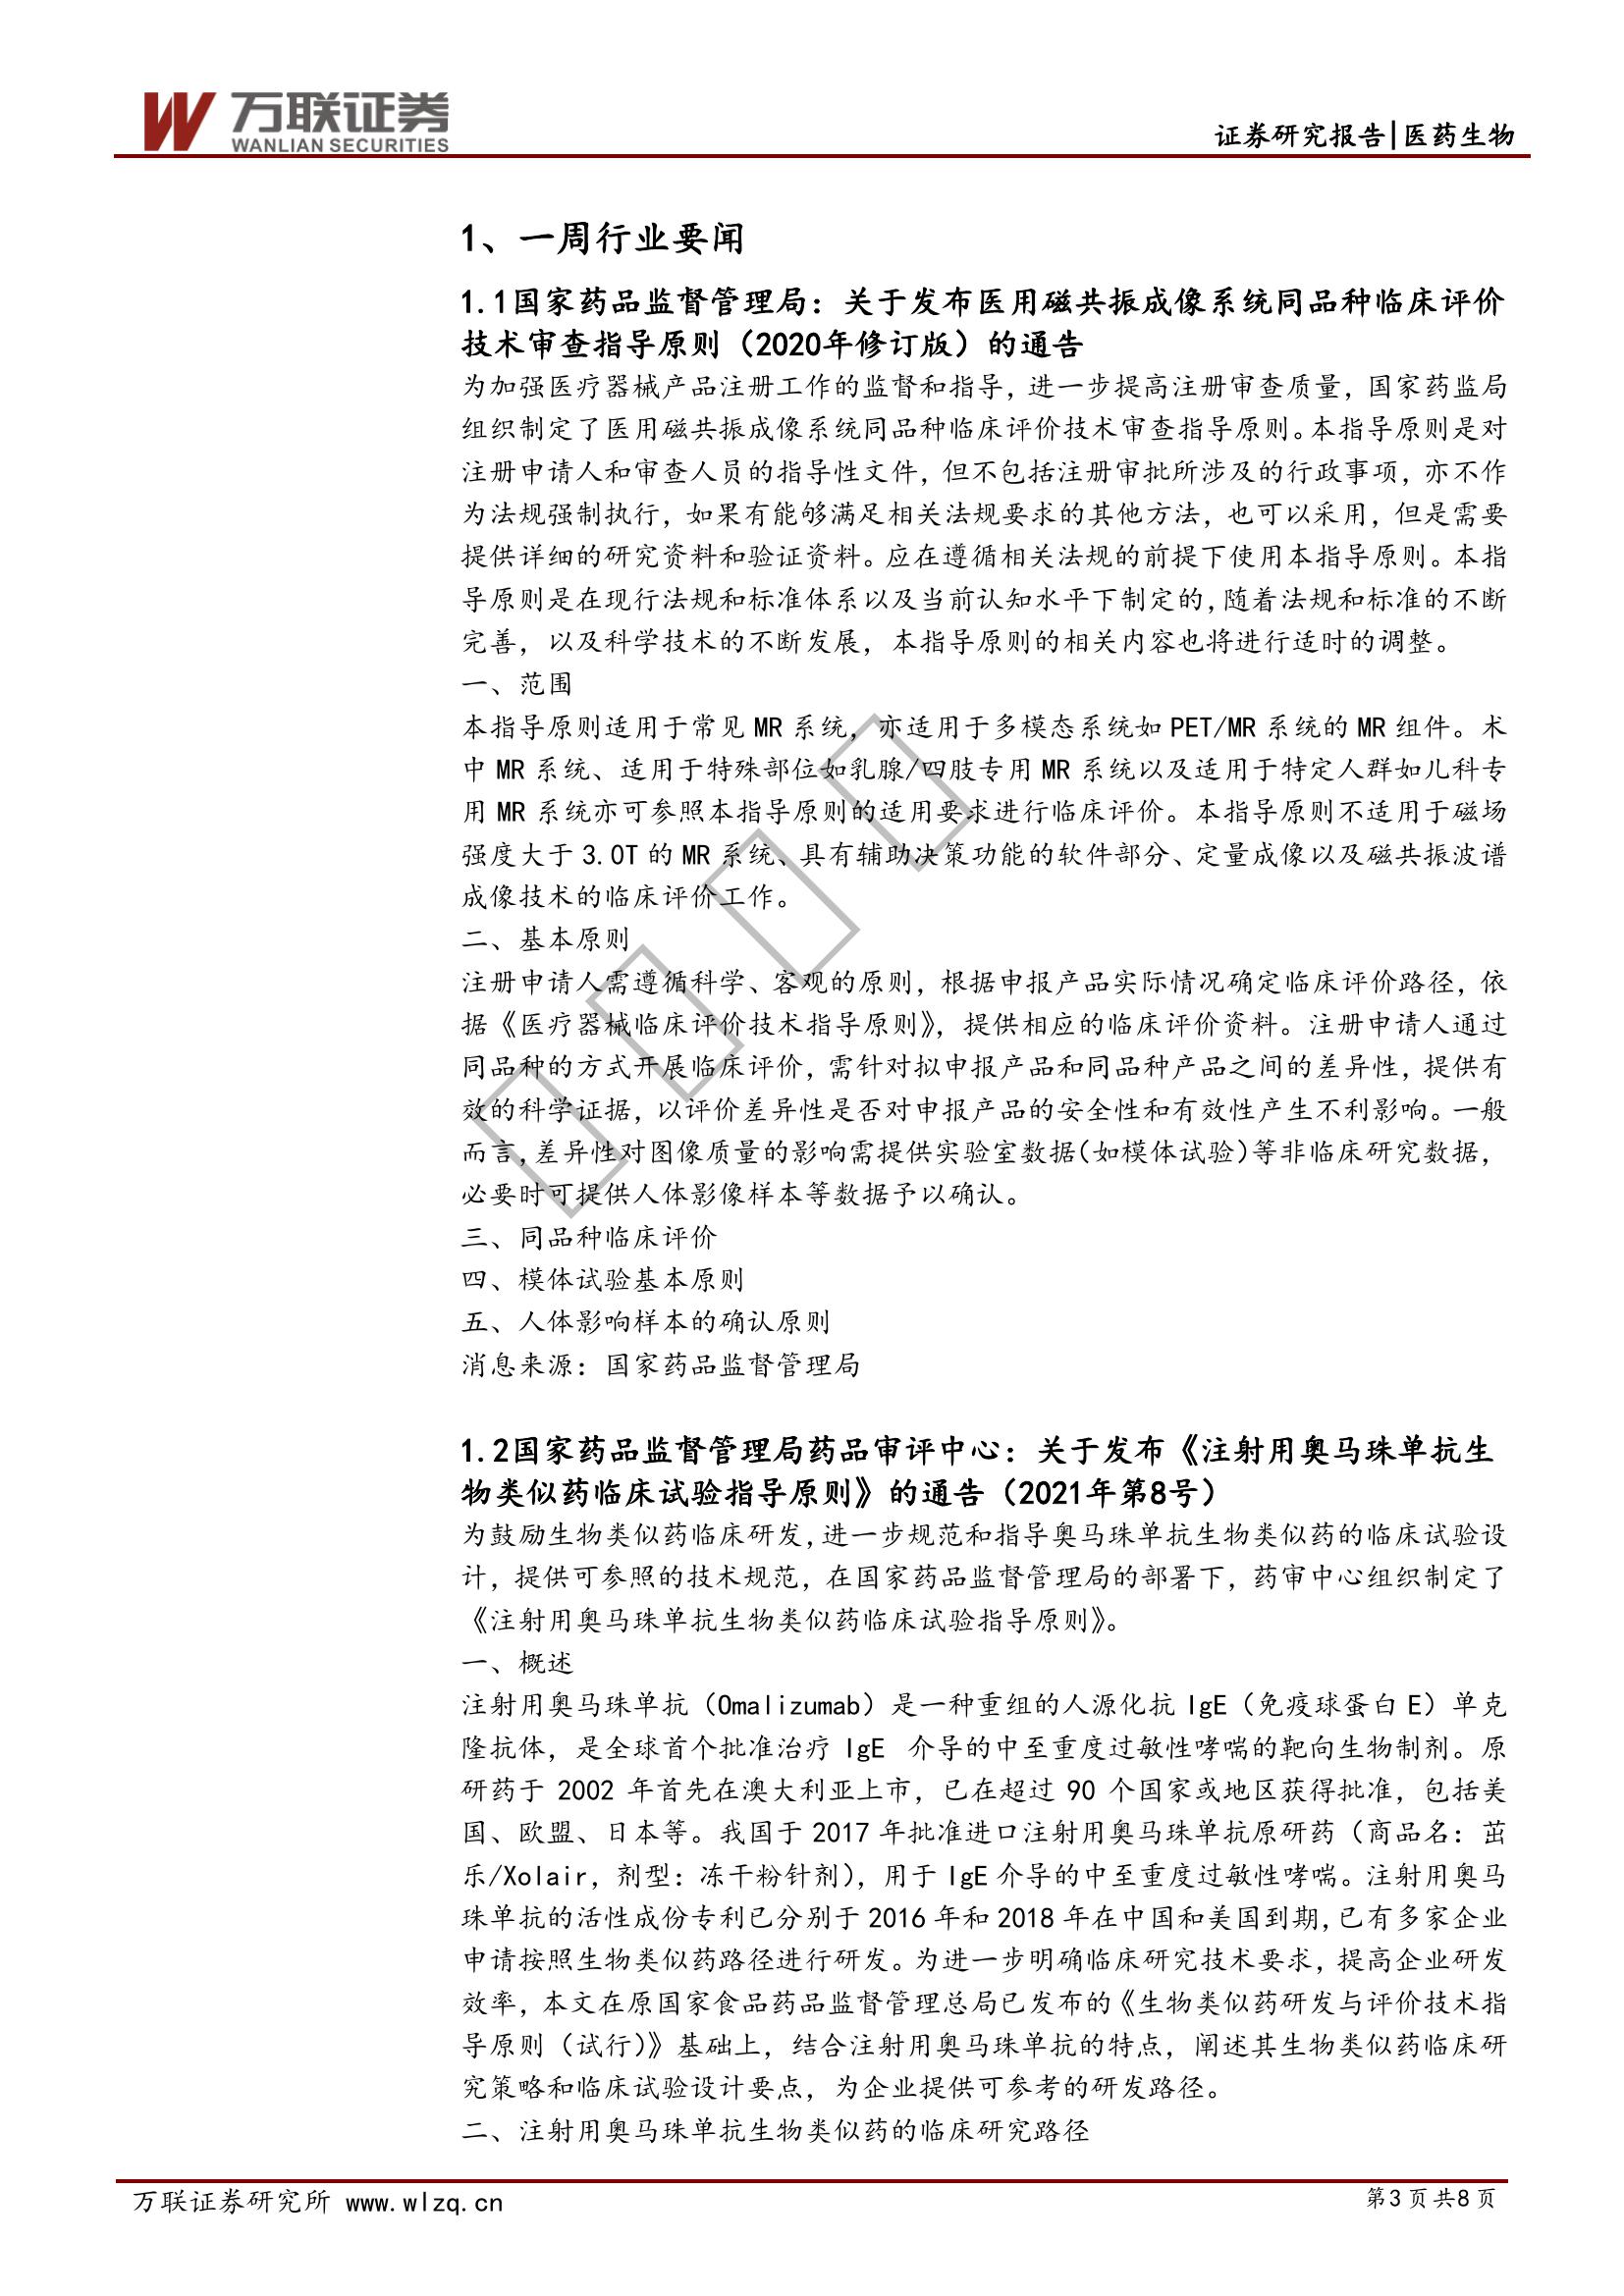 万联证券
WANLIAN SECURITIES
证券研究报告|医药生物
1、一周行业要闻
1.1国家药品监督管理局：关于发布医用磁共振成像系统同品种临床评价
技术审查指导原则（2020年修订版）的通告
为加强医疗器械产品注册工作的监督和指导，进一步提高注册审查质量，国家药监局
组织制定了医用磁共振成像系统同品种临床评价技术审查指导原则。本指导原则是对
注册申请人和审查人员的指导性文件，但不包括注册审批所涉及的行政事项，亦不作
为法规强制执行，如果有能够满足相关法规要求的其他方法，也可以采用，但是需要
提供详细的研究资料和验证资料。应在遵循相关法规的前提下使用本指导原则。本指
导原则是在现行法规和标准体系以及当前认知水平下制定的，随着法规和标准的不断
完善，以及科学技术的不断发展，本指导原则的相关内容也将进行适时的调整。
一、范围
本指导原则适用于常见 MR 系统，亦适用于多模态系统如 PET/MR 系统的 MR 组件。术
中 MR 系统、适用于特殊部位如乳腺/四肢专用 MR 系统以及适用于特定人群如儿科专
用 MR 系统亦可参照本指导原则的适用要求进行临床评价。本指导原则不适用于磁场
强度大于 3.0T 的 MR 系统、具有辅助决策功能的软件部分、定量成像以及磁共振波谱
成像技术的临床评价工作。
二、基本原则
注册申请人需遵循科学、客观的原则，根据申报产品实际情况确定临床评价路径，依
据《医疗器械临床评价技术指导原则》，提供相应的临床评价资料。注册申请人通过
同品种的方式开展临床评价，需针对拟申报产品和同品种产品之间的差异性，提供有
效的科学证据，以评价差异性是否对申报产品的安全性和有效性产生不利影响。一般
而言，差异性对图像质量的影响需提供实验室数据（如模体试验）等非临床研究数据，
必要时可提供人体影像样本等数据予以确认。
三、同品种临床评价
四、模体试验基本原则
五、人体影响样本的确认原则
消息来源：国家药品监督管理局
1.2国家药品监督管理局药品审评中心：关于发布《注射用奥马珠单抗生
物类似药临床试验指导原则》的通告（2021年第8号）
为鼓励生物类似药临床研发，进一步规范和指导奥马珠单抗生物类似药的临床试验设
计，提供可参照的技术规范，在国家药品监督管理局的部署下，药审中心组织制定了
《注射用奥马珠单抗生物类似药临床试验指导原则》。
一、概述
注射用奥马珠单抗（Omalizumab）是一种重组的人源化抗 IgE（免疫球蛋白 E）单克
隆抗体，是全球首个批准治疗 IgE 介导的中至重度过敏性哮喘的靶向生物制剂。原
研药于 2002 年首先在澳大利亚上市，已在超过 90 个国家或地区获得批准，包括美
国、欧盟、日本等。我国于 2017 年批准进口注射用奥马珠单抗原研药（商品名：茁
乐/Xolair，剂型：冻干粉针剂），用于 IgE 介导的中至重度过敏性哮喘。注射用奥马
珠单抗的活性成份专利已分别于 2016 年和 2018 年在中国和美国到期，已有多家企业
申请按照生物类似药路径进行研发。为进一步明确临床研究技术要求，提高企业研发
效率，本文在原国家食品药品监督管理总局已发布的《生物类似药研发与评价技术指
导原则（试行）》基础上，结合注射用奥马珠单抗的特点，阐述其生物类似药临床研
究策略和临床试验设计要点，为企业提供可参考的研发路径。
二、注射用奥马珠单抗生物类似药的临床研究路径
万联证券研究所 www.wlzq.cn
第 3 页 共 8 页